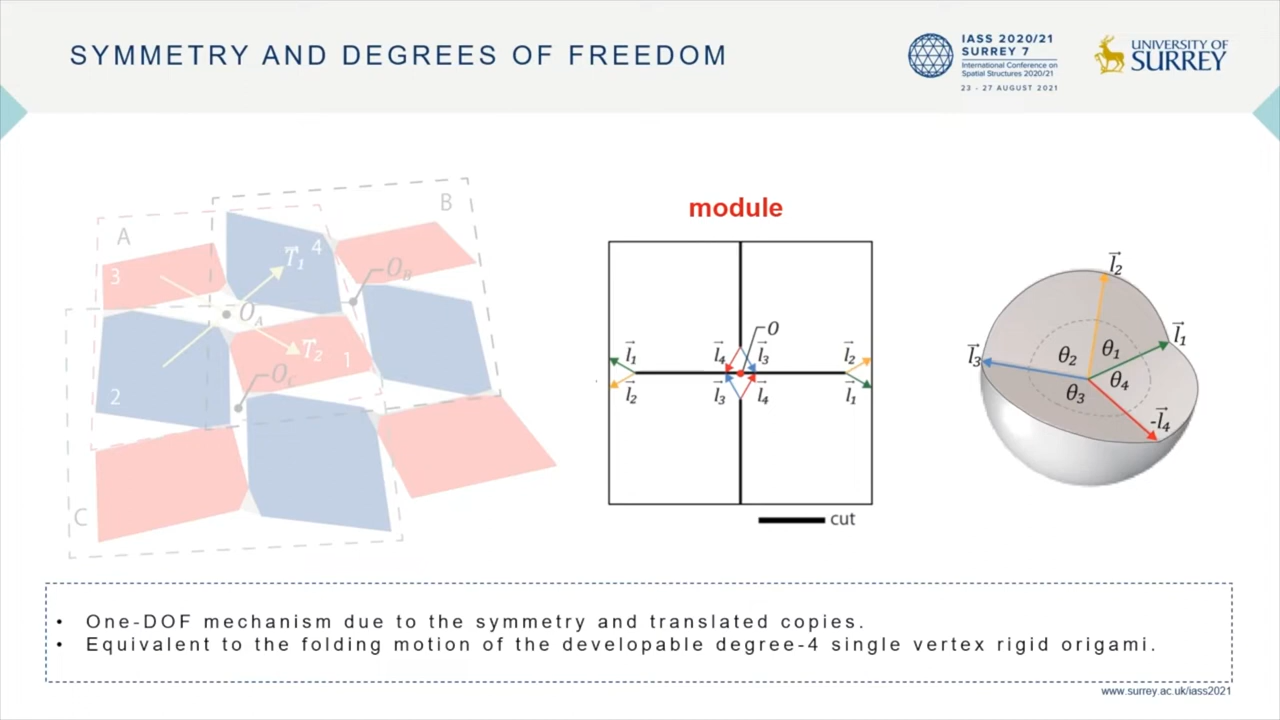 SYMMETRY AND DEGREES OF FREEDOM
IASS 2020/21
SURREY 7
International Conference on
Spatial Structures 2020/21
23 - 27 AUGUST 2021
UNIVERSITY OF
SURREY
A
B
3
4
T₁
O_B
O_A
T₂
1
2
O_C
C
module
O
l₁
l₄
l₃
l₂
l₂
l₃
l₄
l₁
cut
l₂
l₁
l₃
θ₂
θ₁
θ₃
θ₄
-l₄
• One-DOF mechanism due to the symmetry and translated copies.
• Equivalent to the folding motion of the developable degree-4 single vertex rigid origami.
www.surrey.ac.uk/iass2021